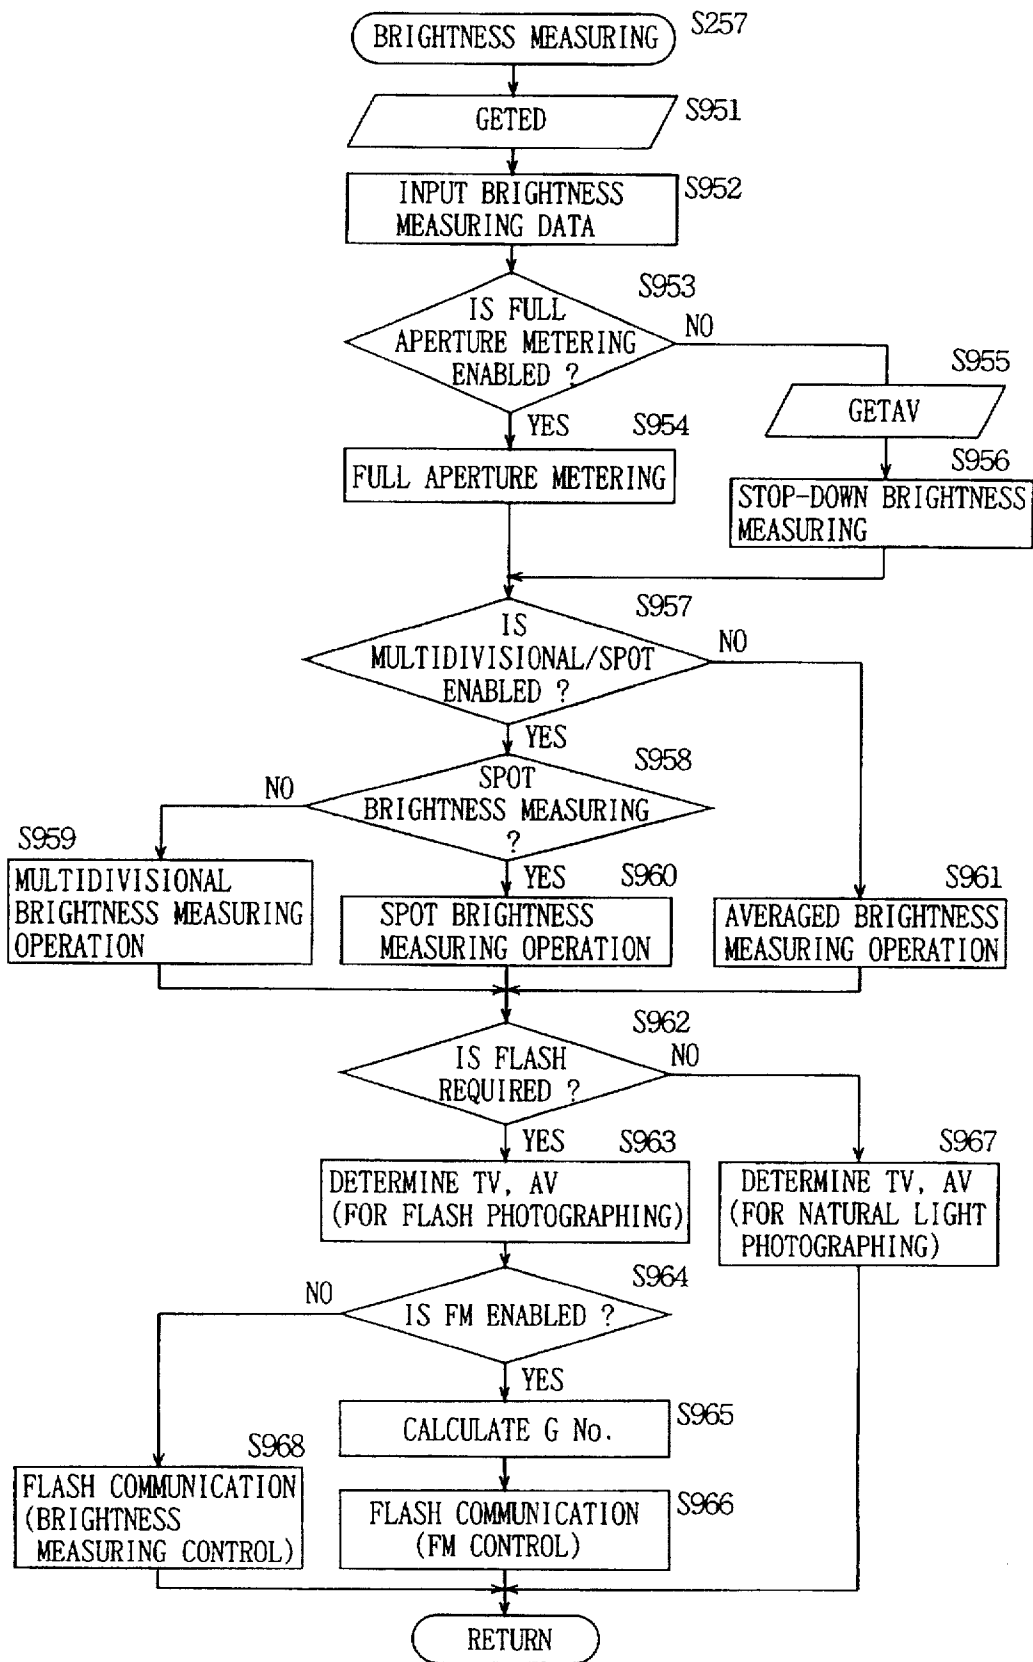 BRIGHTNESS MEASURING
S257
GETED
S951
INPUT BRIGHTNESS
MEASURING DATA
S952
S953
IS FULL
APERTURE METERING
ENABLED ?
NO
YES
S954
FULL APERTURE METERING
S955
GETAV
S956
STOP-DOWN BRIGHTNESS
MEASURING
S957
IS
MULTIDIVISIONAL/SPOT
ENABLED ?
NO
YES
S958
SPOT
BRIGHTNESS MEASURING
?
NO
YES
S959
MULTIDIVISIONAL
BRIGHTNESS MEASURING
OPERATION
S960
SPOT BRIGHTNESS
MEASURING OPERATION
S961
AVERAGED BRIGHTNESS
MEASURING OPERATION
S962
IS FLASH
REQUIRED ?
NO
YES
S963
DETERMINE TV, AV
(FOR FLASH PHOTOGRAPHING)
S967
DETERMINE TV, AV
(FOR NATURAL LIGHT
PHOTOGRAPHING)
S964
IS FM ENABLED ?
NO
YES
S965
CALCULATE G No.
S968
FLASH COMMUNICATION
(BRIGHTNESS
MEASURING CONTROL)
S966
FLASH COMMUNICATION
(FM CONTROL)
RETURN